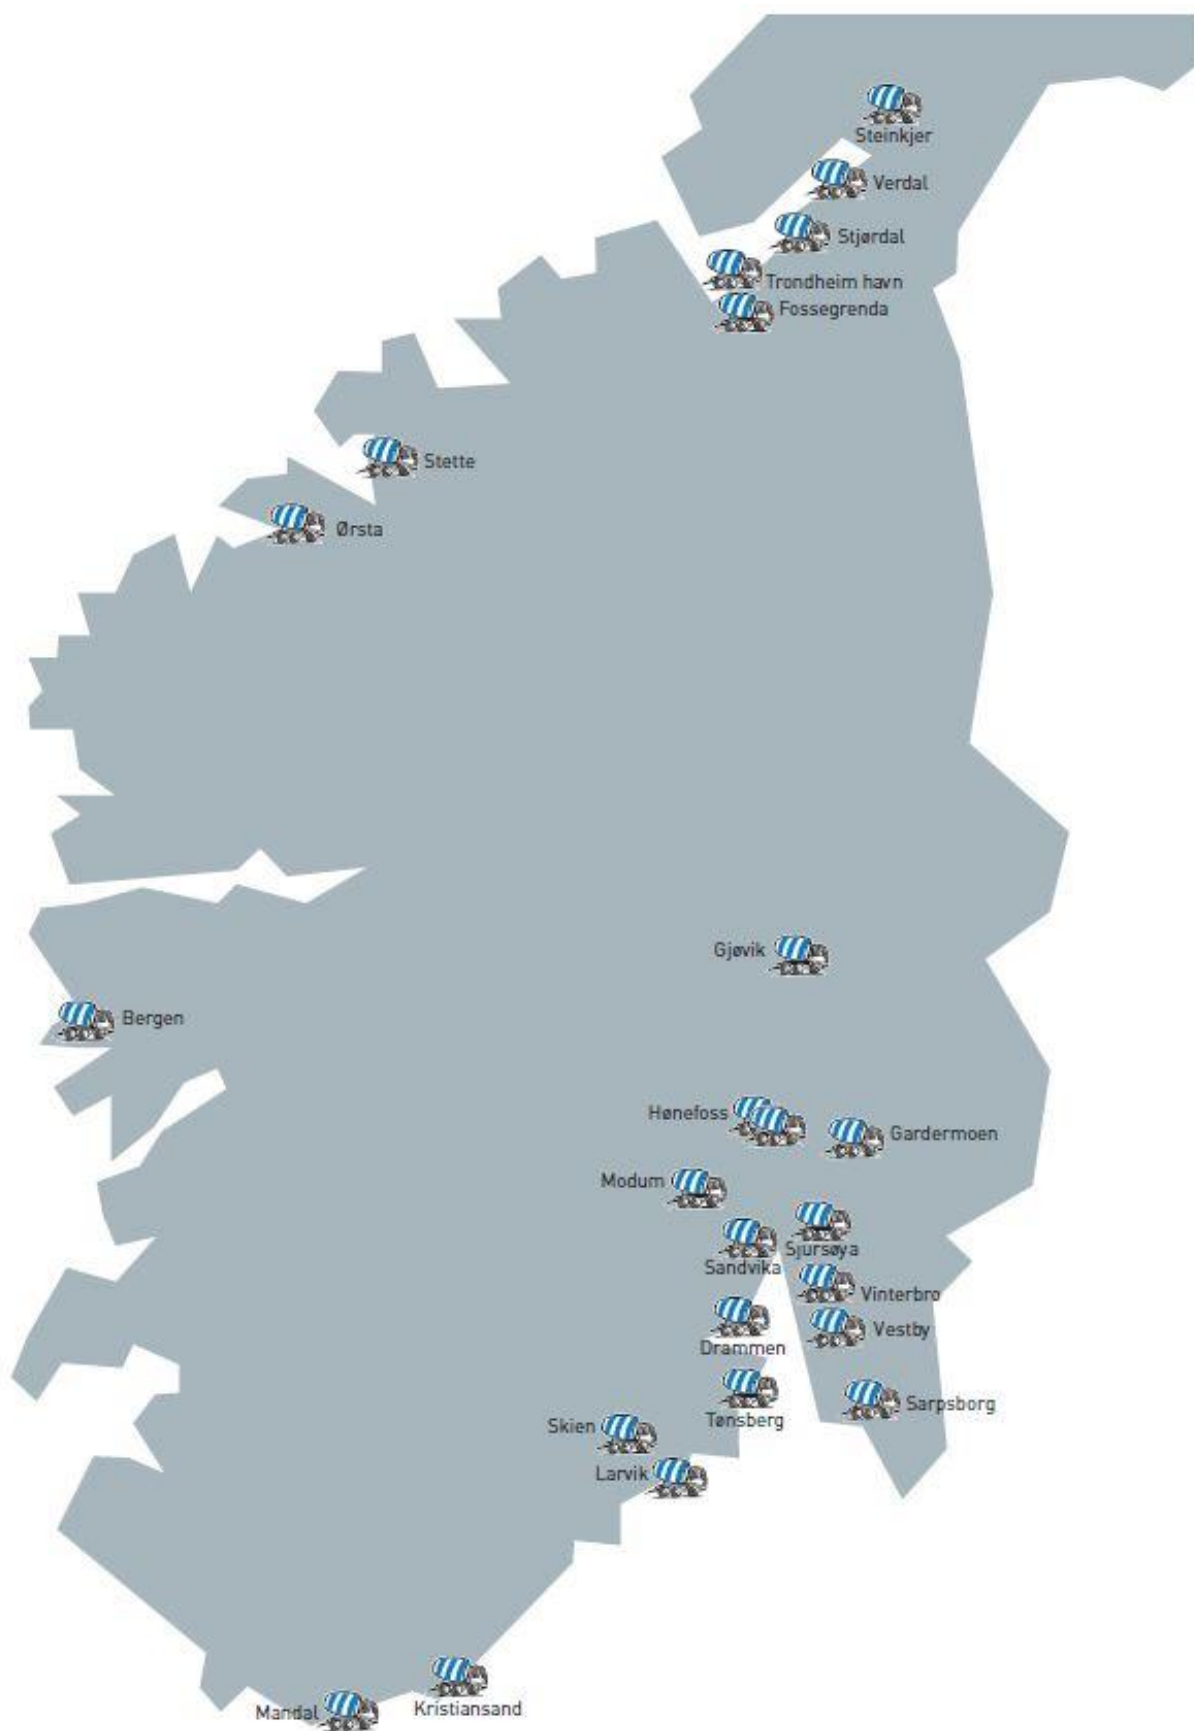 Steinkjer
Verdal
Stjørdal
Trondheim havn
Fossegrenda
Stette
Ørsta
Gjøvik
Bergen
Hønefoss
Gardermoen
Modum
Sjursøya
Sandvika
Vinterbro
Vestby
Drammen
Sarpsborg
Tønsberg
Skien
Larvik
Kristiansand
Mandal